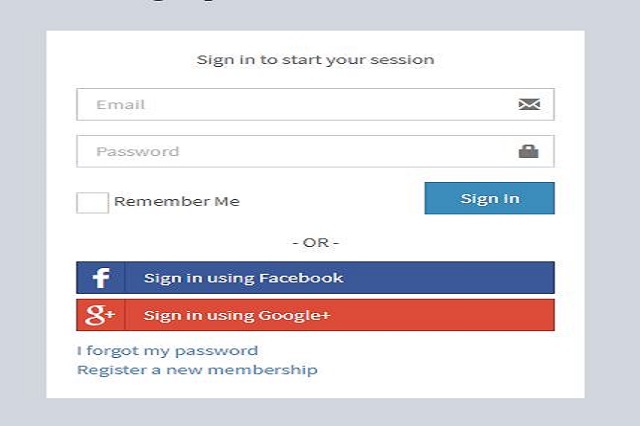 Sign in to start your session
Email
Password
Remember Me
Sign In
- OR -
f Sign in using Facebook
g+ Sign in using Google+
I forgot my password
Register a new membership